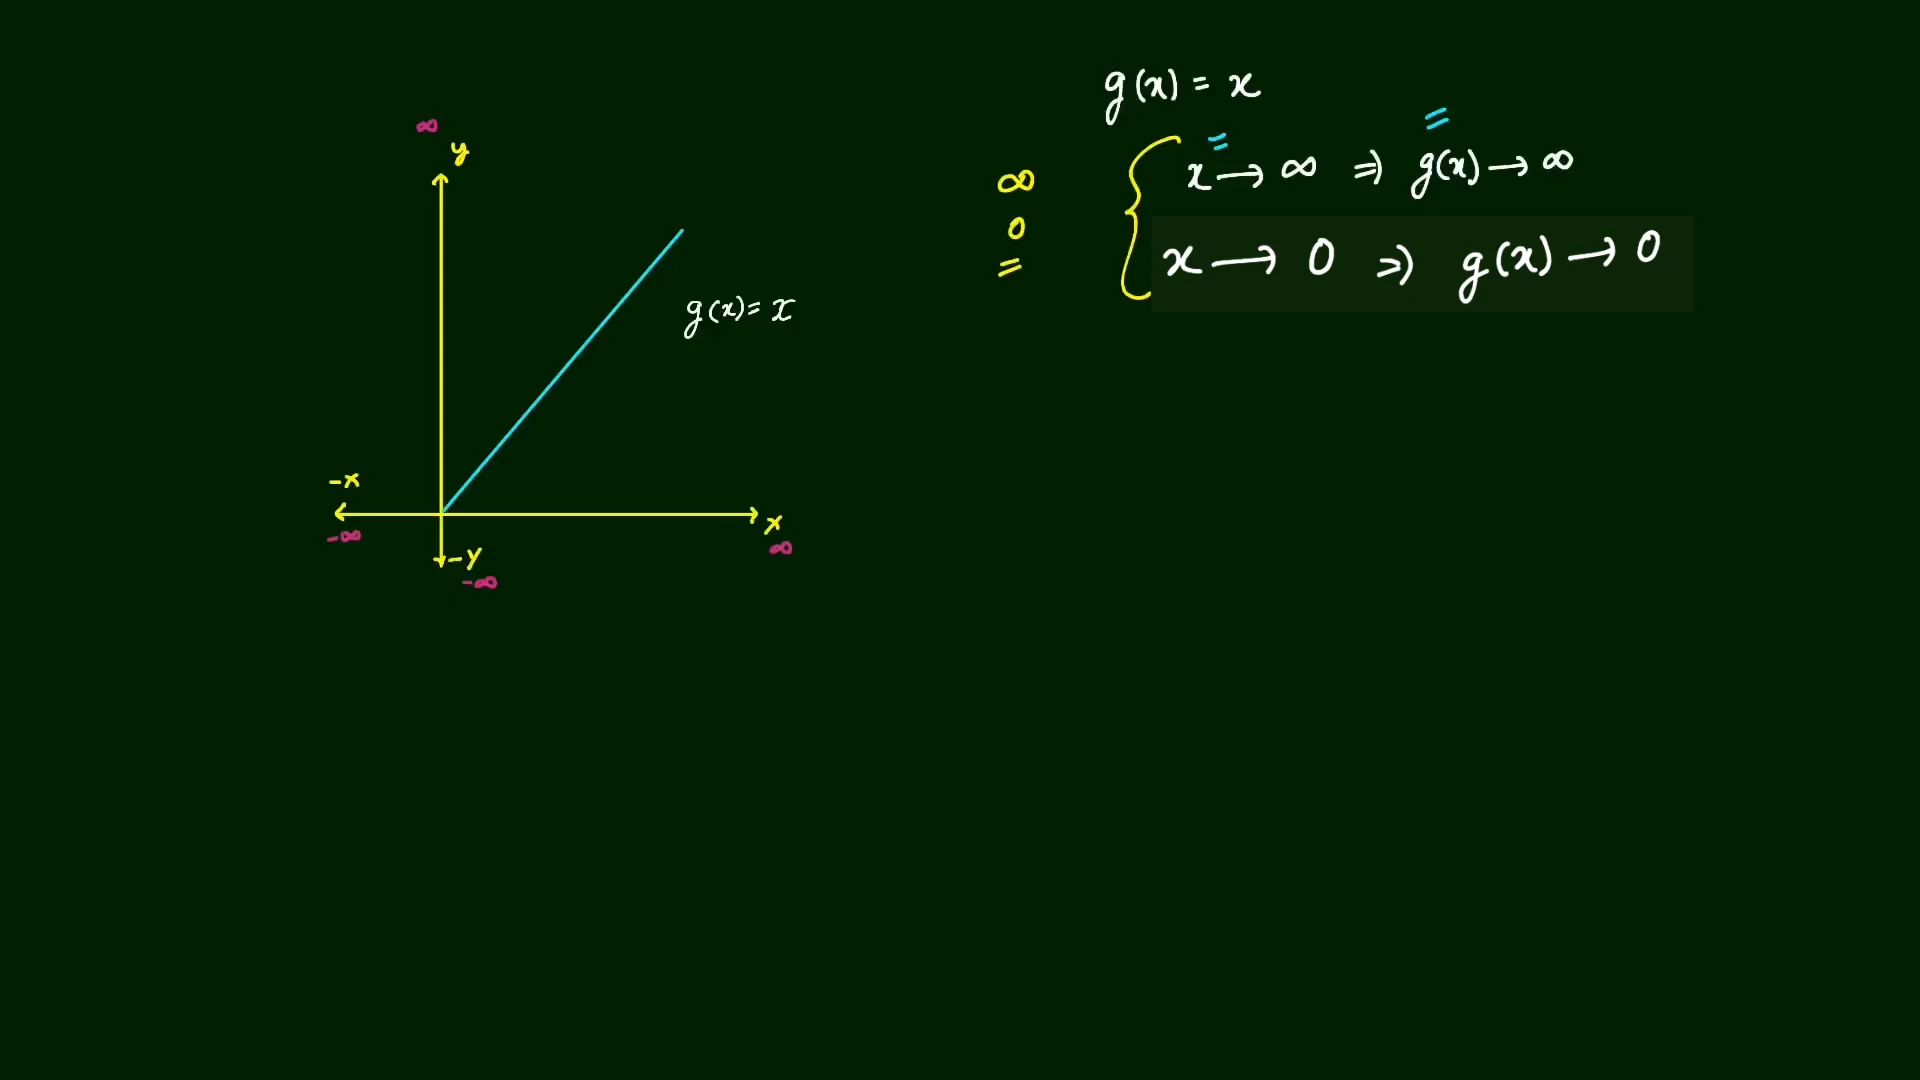 g(x) = x
∞
y
=
=
∞
x → ∞ ⇒ g(x) → ∞
0
=
x → 0 ⇒ g(x) → 0
g(x) = x
-x
-∞
x
∞
-y
-∞